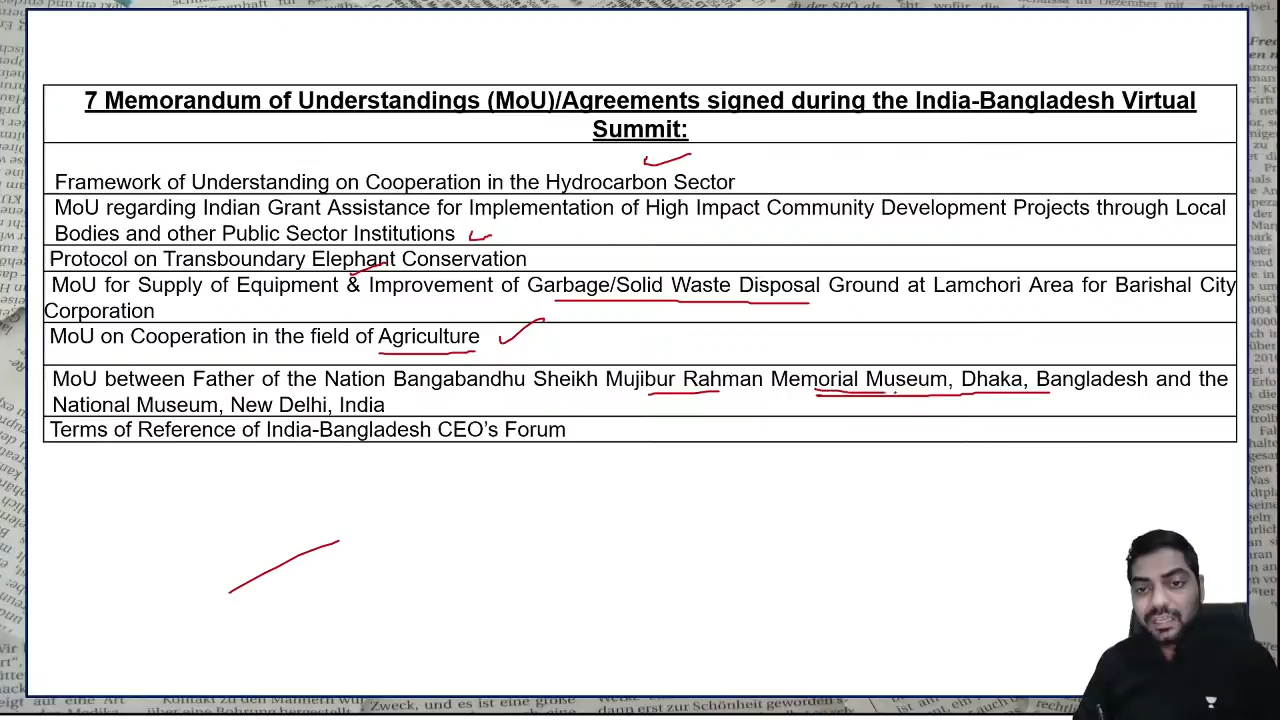 7 Memorandum of Understandings (MoU)/Agreements signed during the India-Bangladesh Virtual
Summit:
Framework of Understanding on Cooperation in the Hydrocarbon Sector
MoU regarding Indian Grant Assistance for Implementation of High Impact Community Development Projects through Local
Bodies and other Public Sector Institutions
Protocol on Transboundary Elephant Conservation
MoU for Supply of Equipment & Improvement of Garbage/Solid Waste Disposal Ground at Lamchori Area for Barishal City
Corporation
MoU on Cooperation in the field of Agriculture
MoU between Father of the Nation Bangabandhu Sheikh Mujibur Rahman Memorial Museum, Dhaka, Bangladesh and the
National Museum, New Delhi, India
Terms of Reference of India-Bangladesh CEO’s Forum